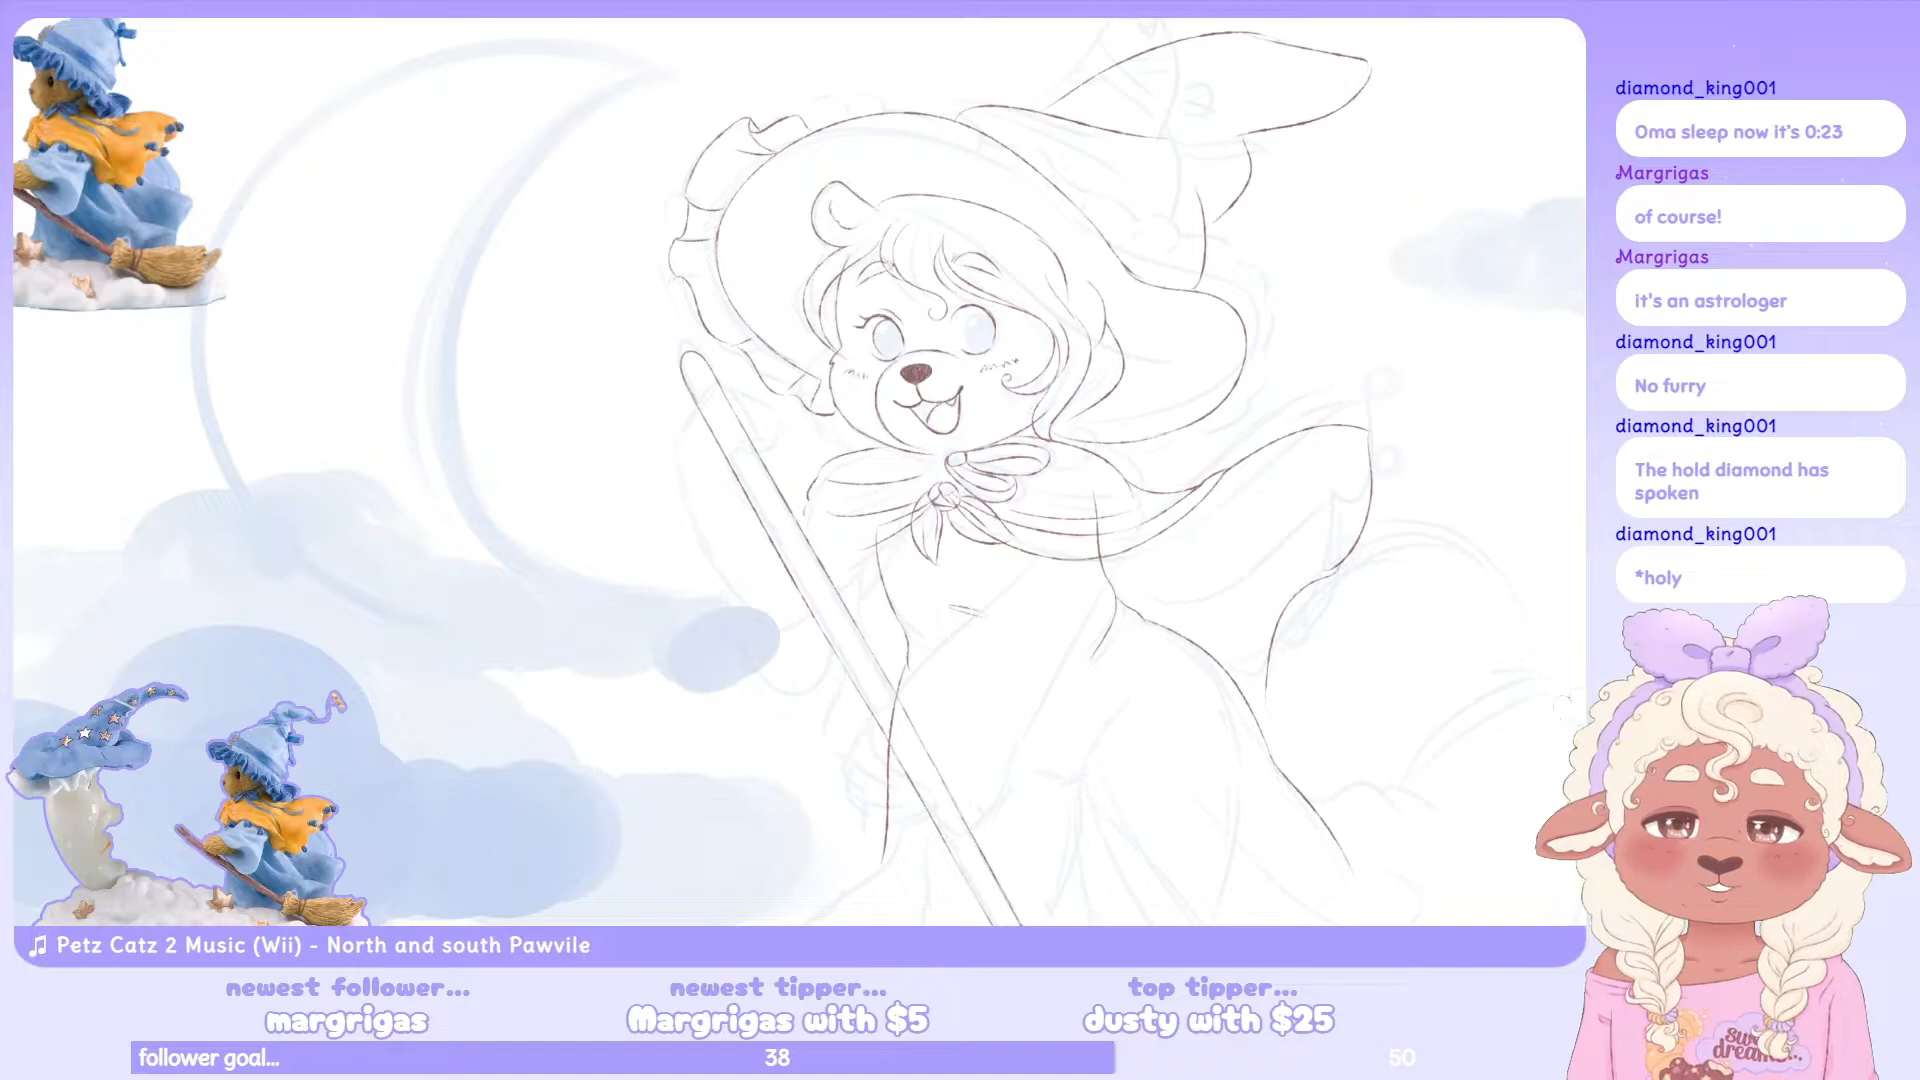 diamond_king001
Oma sleep now it's 0:23
Margrigas
of course!
Margrigas
it's an astrologer
diamond_king001
No furry
diamond_king001
The hold diamond has
spoken
diamond_king001
*holy
♫ Petz Catz 2 Music (Wii) - North and south Pawvile
newest follower...
margrigas
newest tipper...
Margrigas with $5
top tipper...
dusty with $25
follower goal...
38
50